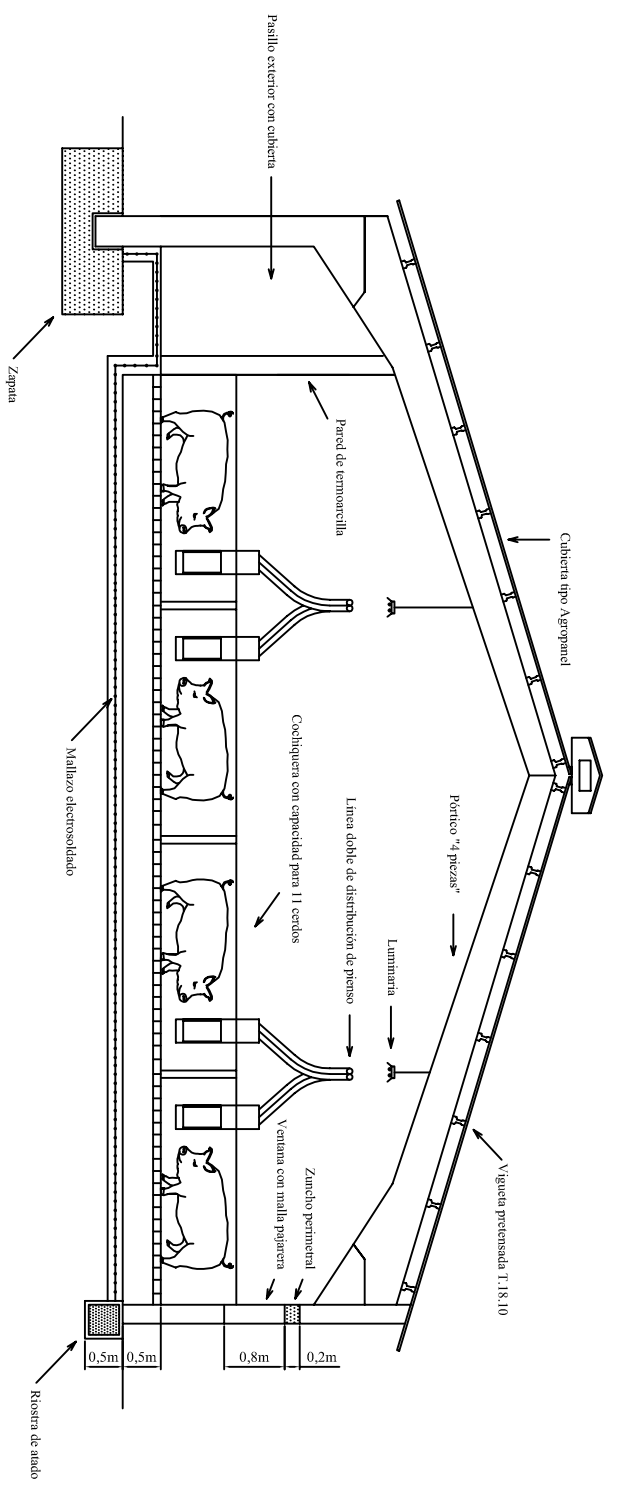 Pasillo exterior con cubierta
Zapata
Pared de termoarcilla
Cubierta tipo Agropanel
Mallazo electrosoldado
Cochiquera con capacidad para 11 cerdos
Línea doble de distribución de pienso
Pórtico "4 piezas"
Luminaria
Ventana con malla pajarera
Zuncho perimetral
Vigueta pretensada T.18.10
0,5m
0,5m
0,8m
0,2m
Riostra de atado